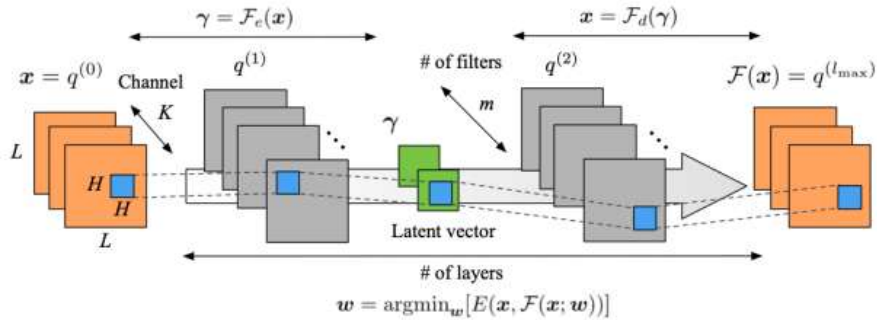 γ = F_e(x)
x = F_d(γ)
x = q^(0)
Channel
K
q^(1)
# of filters
m
q^(2)
F(x) = q^(l_max)
γ
L
H
H
L
Latent vector
# of layers
w = argmin_w[E(x, F(x; w))]